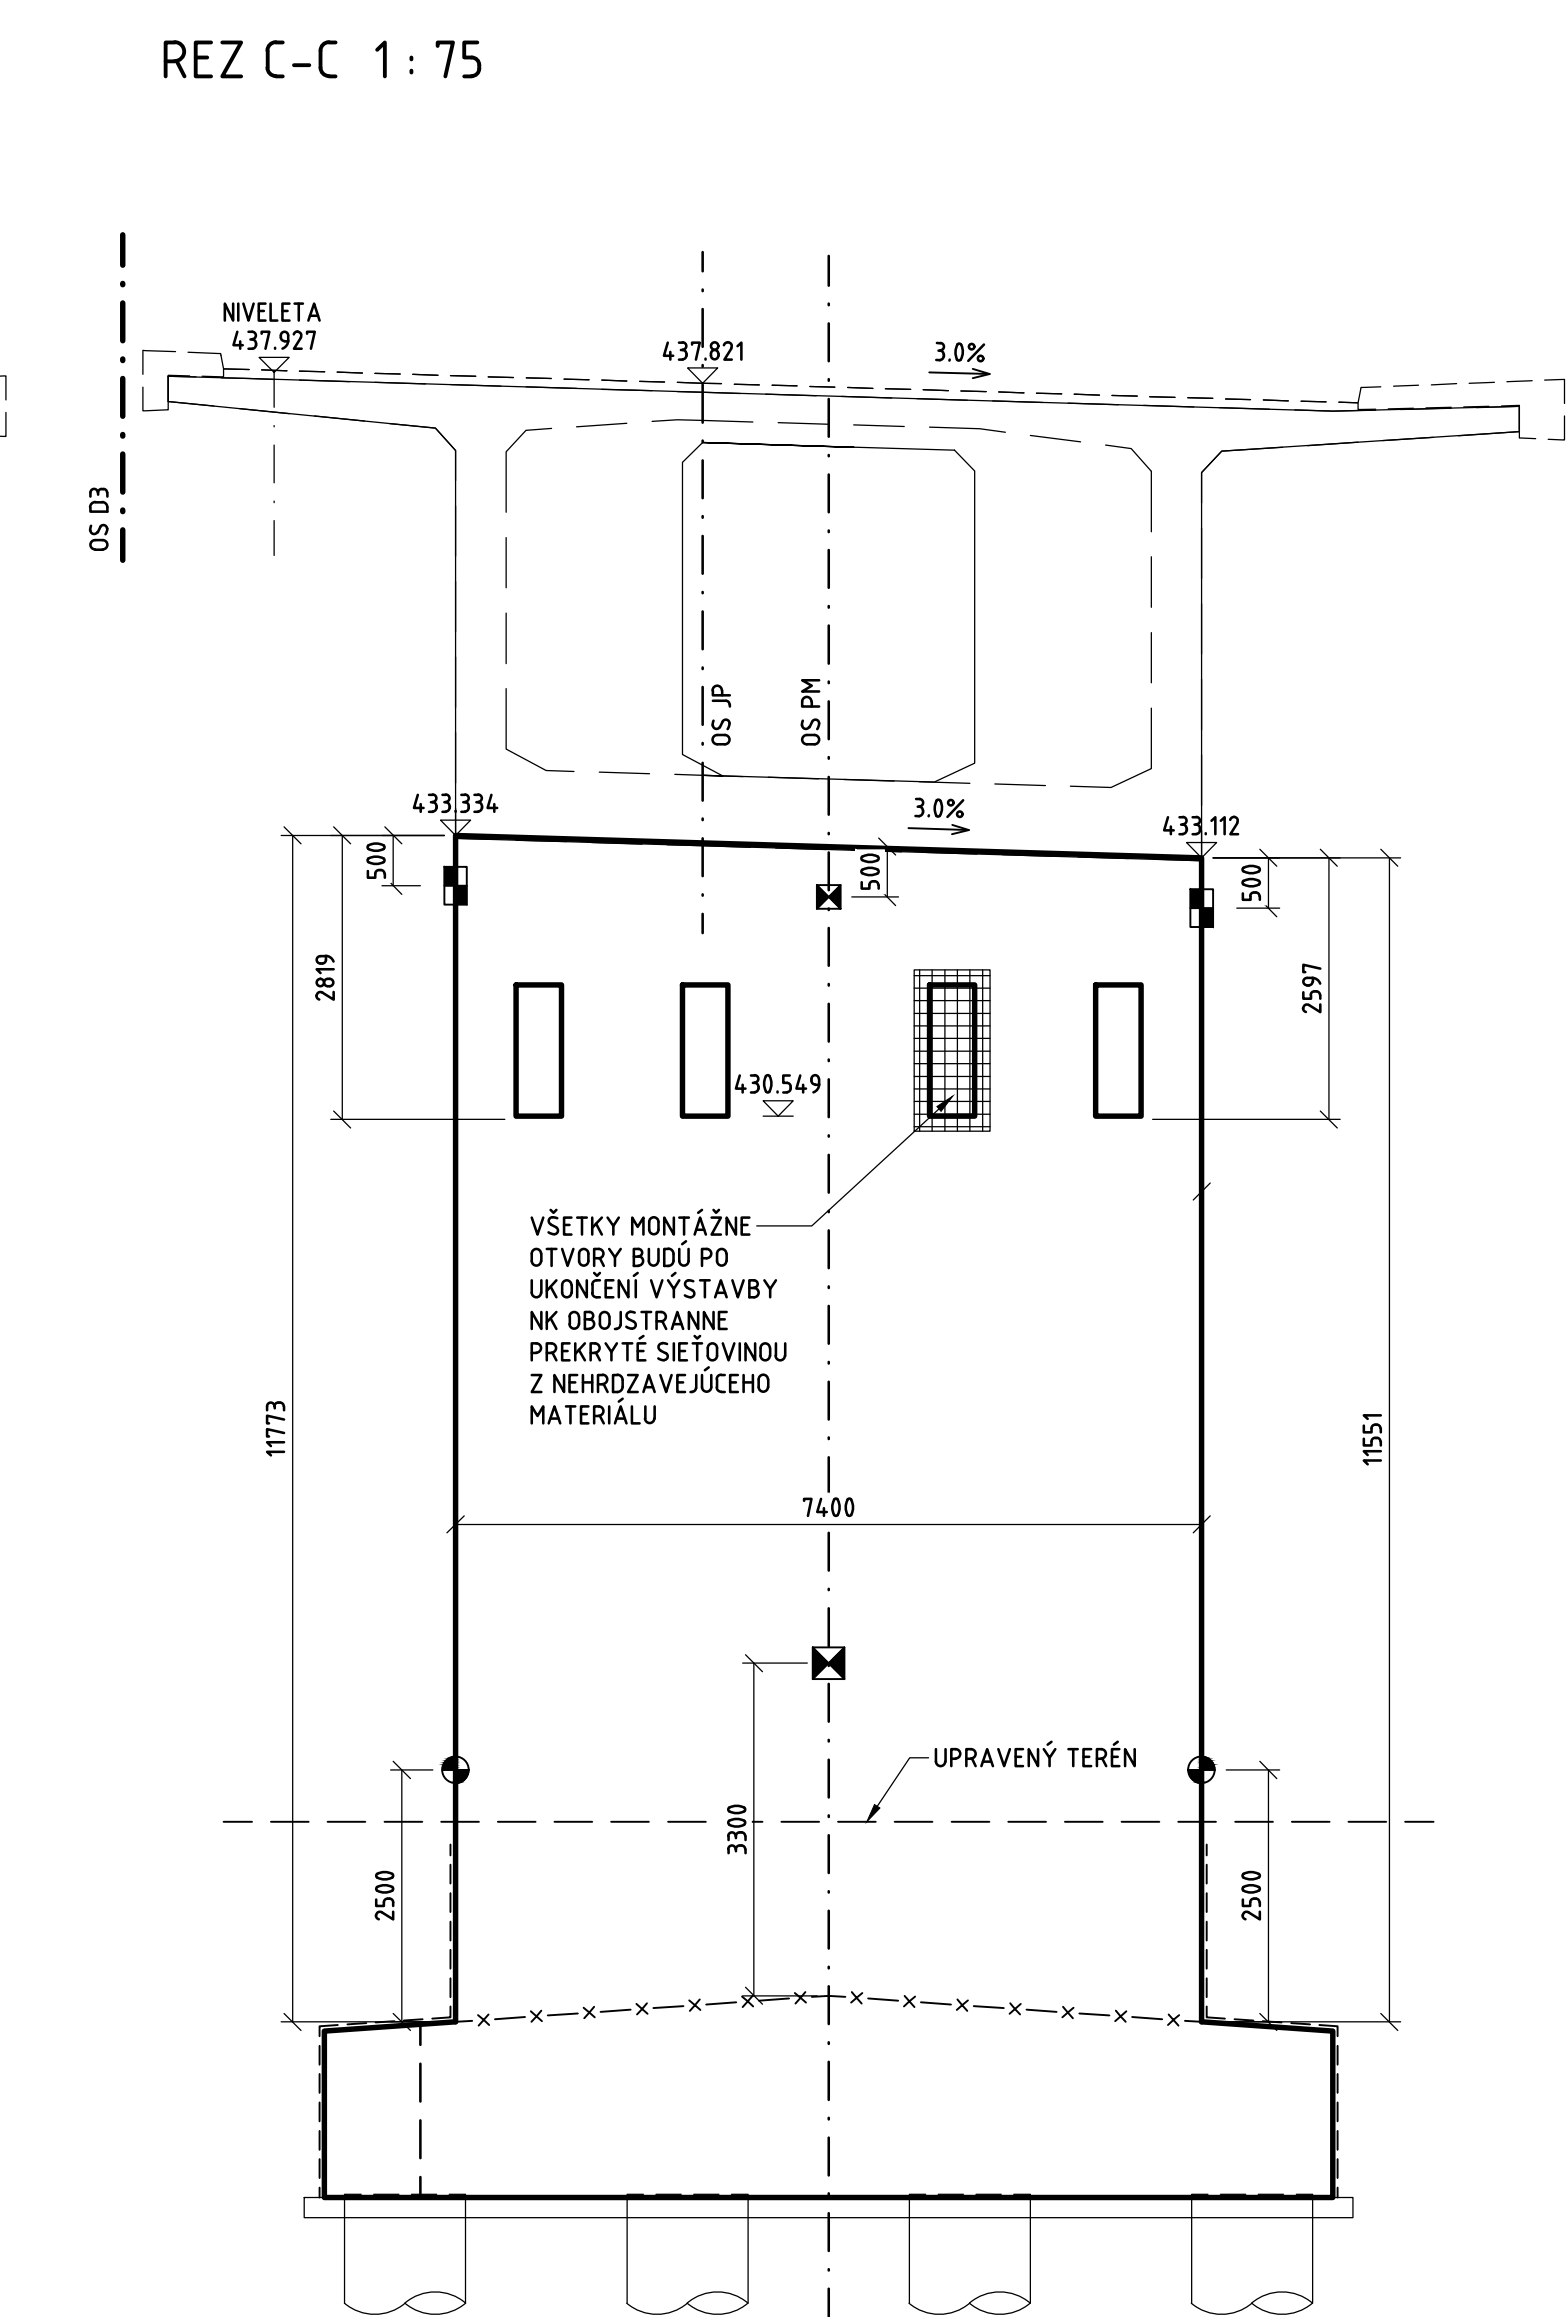 REZ C-C 1 : 75
NIVELETA
437.927
437.821
3.0%
OS D3
OS JP
OS PM
433.334
3.0%
433.112
500
500
500
2819
2597
430.549
VŠETKY MONTÁŽNE
OTVORY BUDÚ PO
UKONČENÍ VÝSTAVBY
NK OBOJSTRANNE
PREKRYTÉ SIEŤOVINOU
Z NEHRDZAVEJÚCEHO
MATERIÁLU
11773
11551
7400
UPRAVENÝ TERÉN
3300
2500
2500